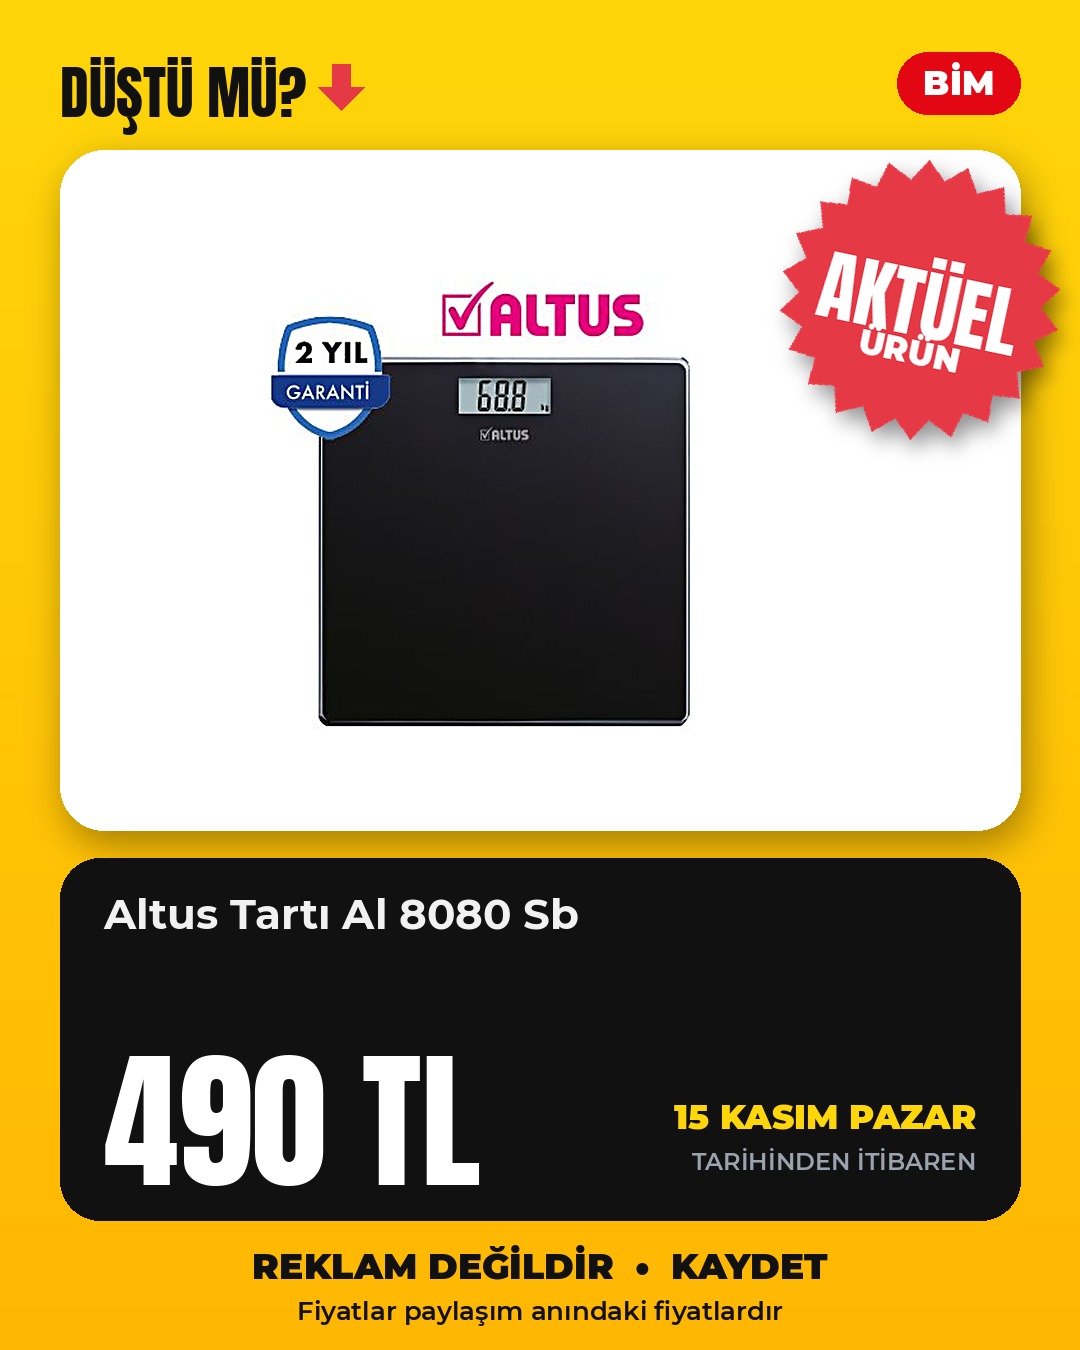 DÜŞTÜ MÜ?
BİM
AKTÜEL
ÜRÜN
ALTUS
2 YIL
GARANTİ
68.8
ALTUS
Altus Tartı Al 8080 Sb
490 TL
15 KASIM PAZAR
TARİHİNDEN İTİBAREN
REKLAM DEĞİLDİR • KAYDET
Fiyatlar paylaşım anındaki fiyatlardır